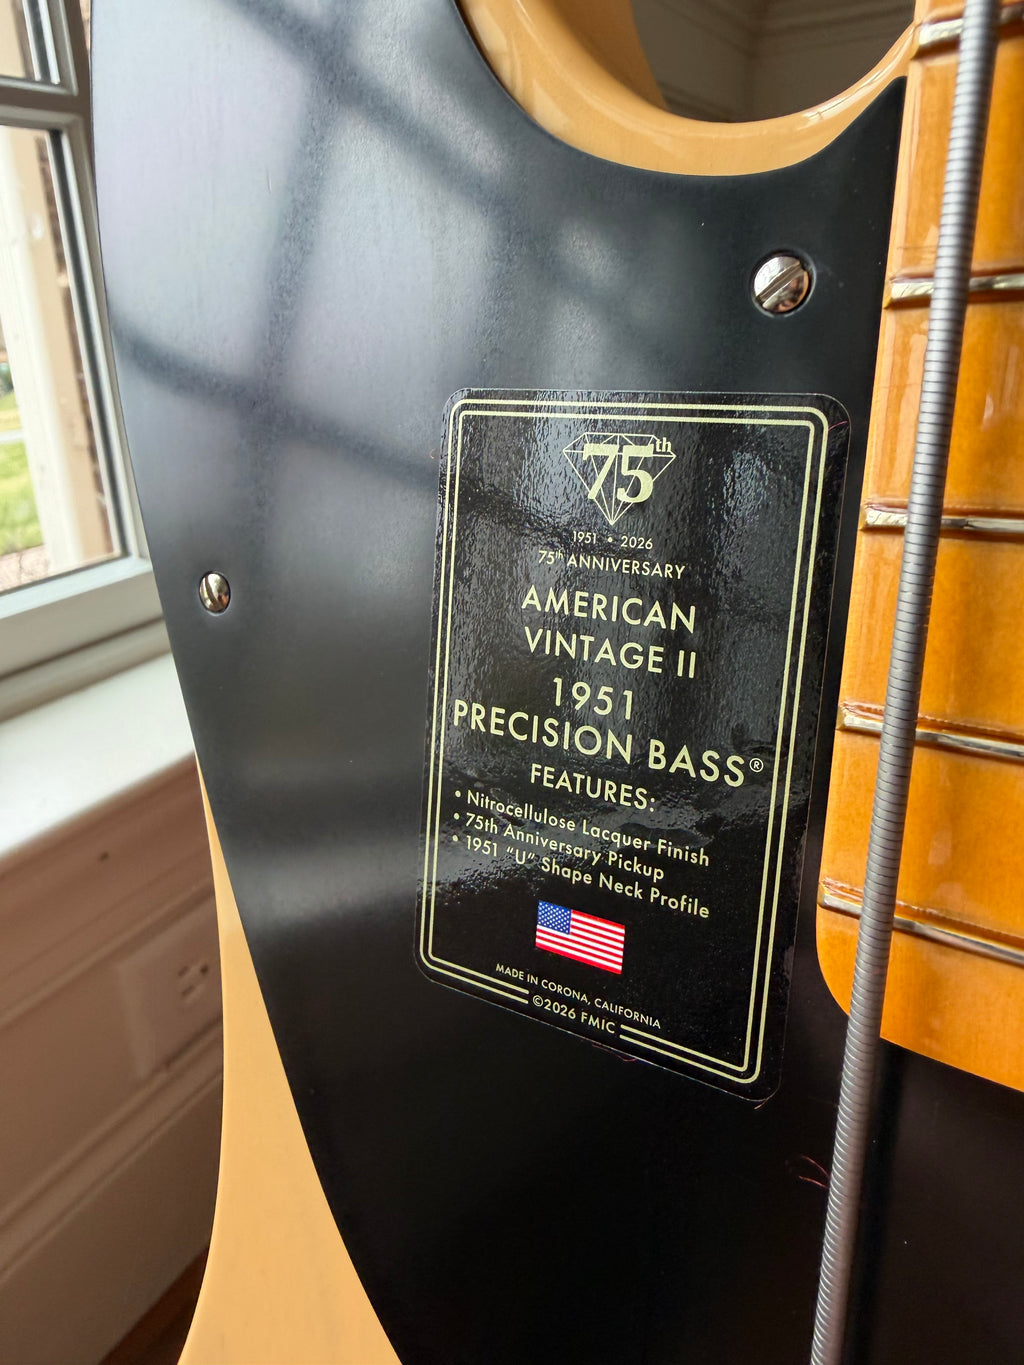 75th
1951 • 2026
75th ANNIVERSARY
AMERICAN
VINTAGE II
1951
PRECISION BASS®
FEATURES:
• Nitrocellulose Lacquer Finish
• 75th Anniversary Pickup
• 1951 “U” Shape Neck Profile
MADE IN CORONA, CALIFORNIA
©2026 FMIC